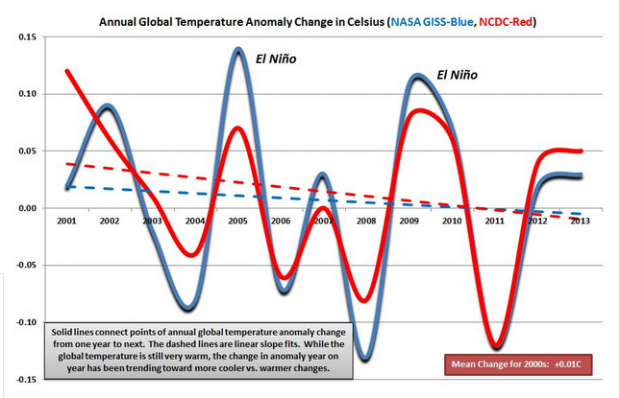 Annual Global Temperature Anomaly Change in Celsius (NASA GISS-Blue, NCDC-Red)
0.15
El Niño
El Niño
0.10
0.05
0.00
2001 2002 2003 2004 2005 2006 2007 2008 2009 2010 2011 2012 2013
-0.05
-0.10
Solid lines connect points of annual global temperature anomaly change
from one year to next. The dashed lines are linear slope fits. While the
global temperature is still very warm, the change in anomaly year on
year has been trending toward more cooler vs. warmer changes.
Mean Change for 2000s: +0.01C
-0.15